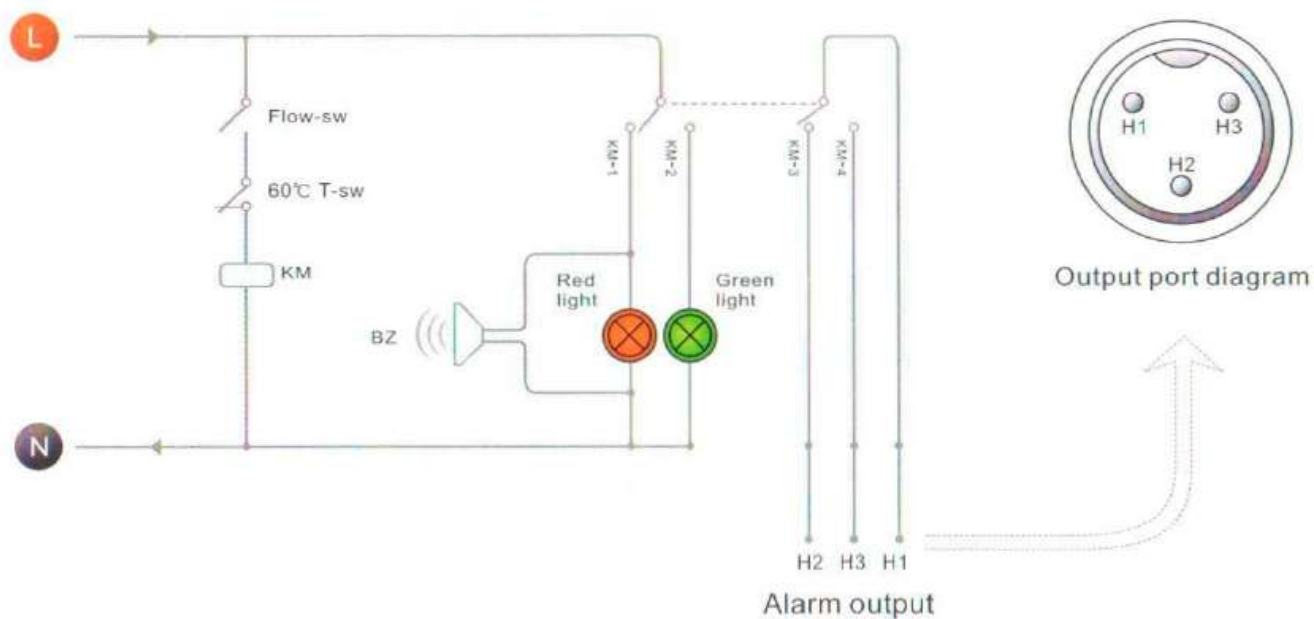 L
Flow-sw
60℃ T-sw
KM
KM-1
KM-2
KM-3
KM-4
Red
light
Green
light
BZ
N
H2 H3 H1
Alarm output
H1
H3
H2
Output port diagram